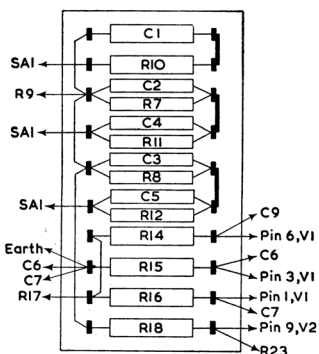 C1
SA1
R10
C2
R9
R7
C4
SA1
R11
C3
R8
C5
SA1
R12
C9
R14
Pin 6,V1
Earth
C6
C6
R15
C7
Pin 3,V1
R17
R16
Pin 1,V1
C7
R18
Pin 9,V2
R23